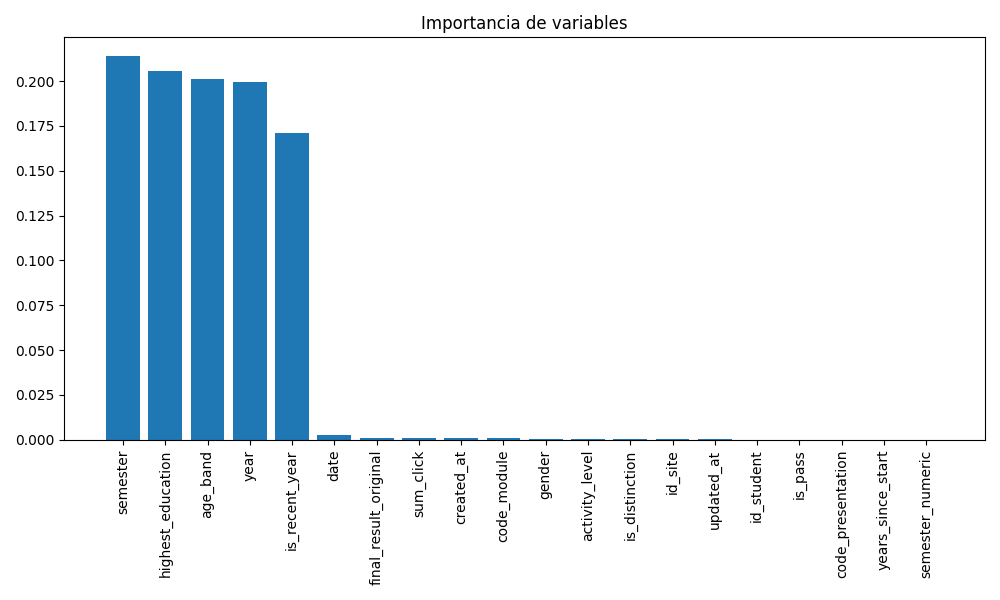 Importancia de variables
0.200
0.175
0.150
0.125
0.100
0.075
0.050
0.025
0.000
semester
highest_education
age_band
year
is_recent_year
date
final_result_original
sum_click
created_at
code_module
gender
activity_level
is_distinction
id_site
updated_at
id_student
is_pass
code_presentation
years_since_start
semester_numeric